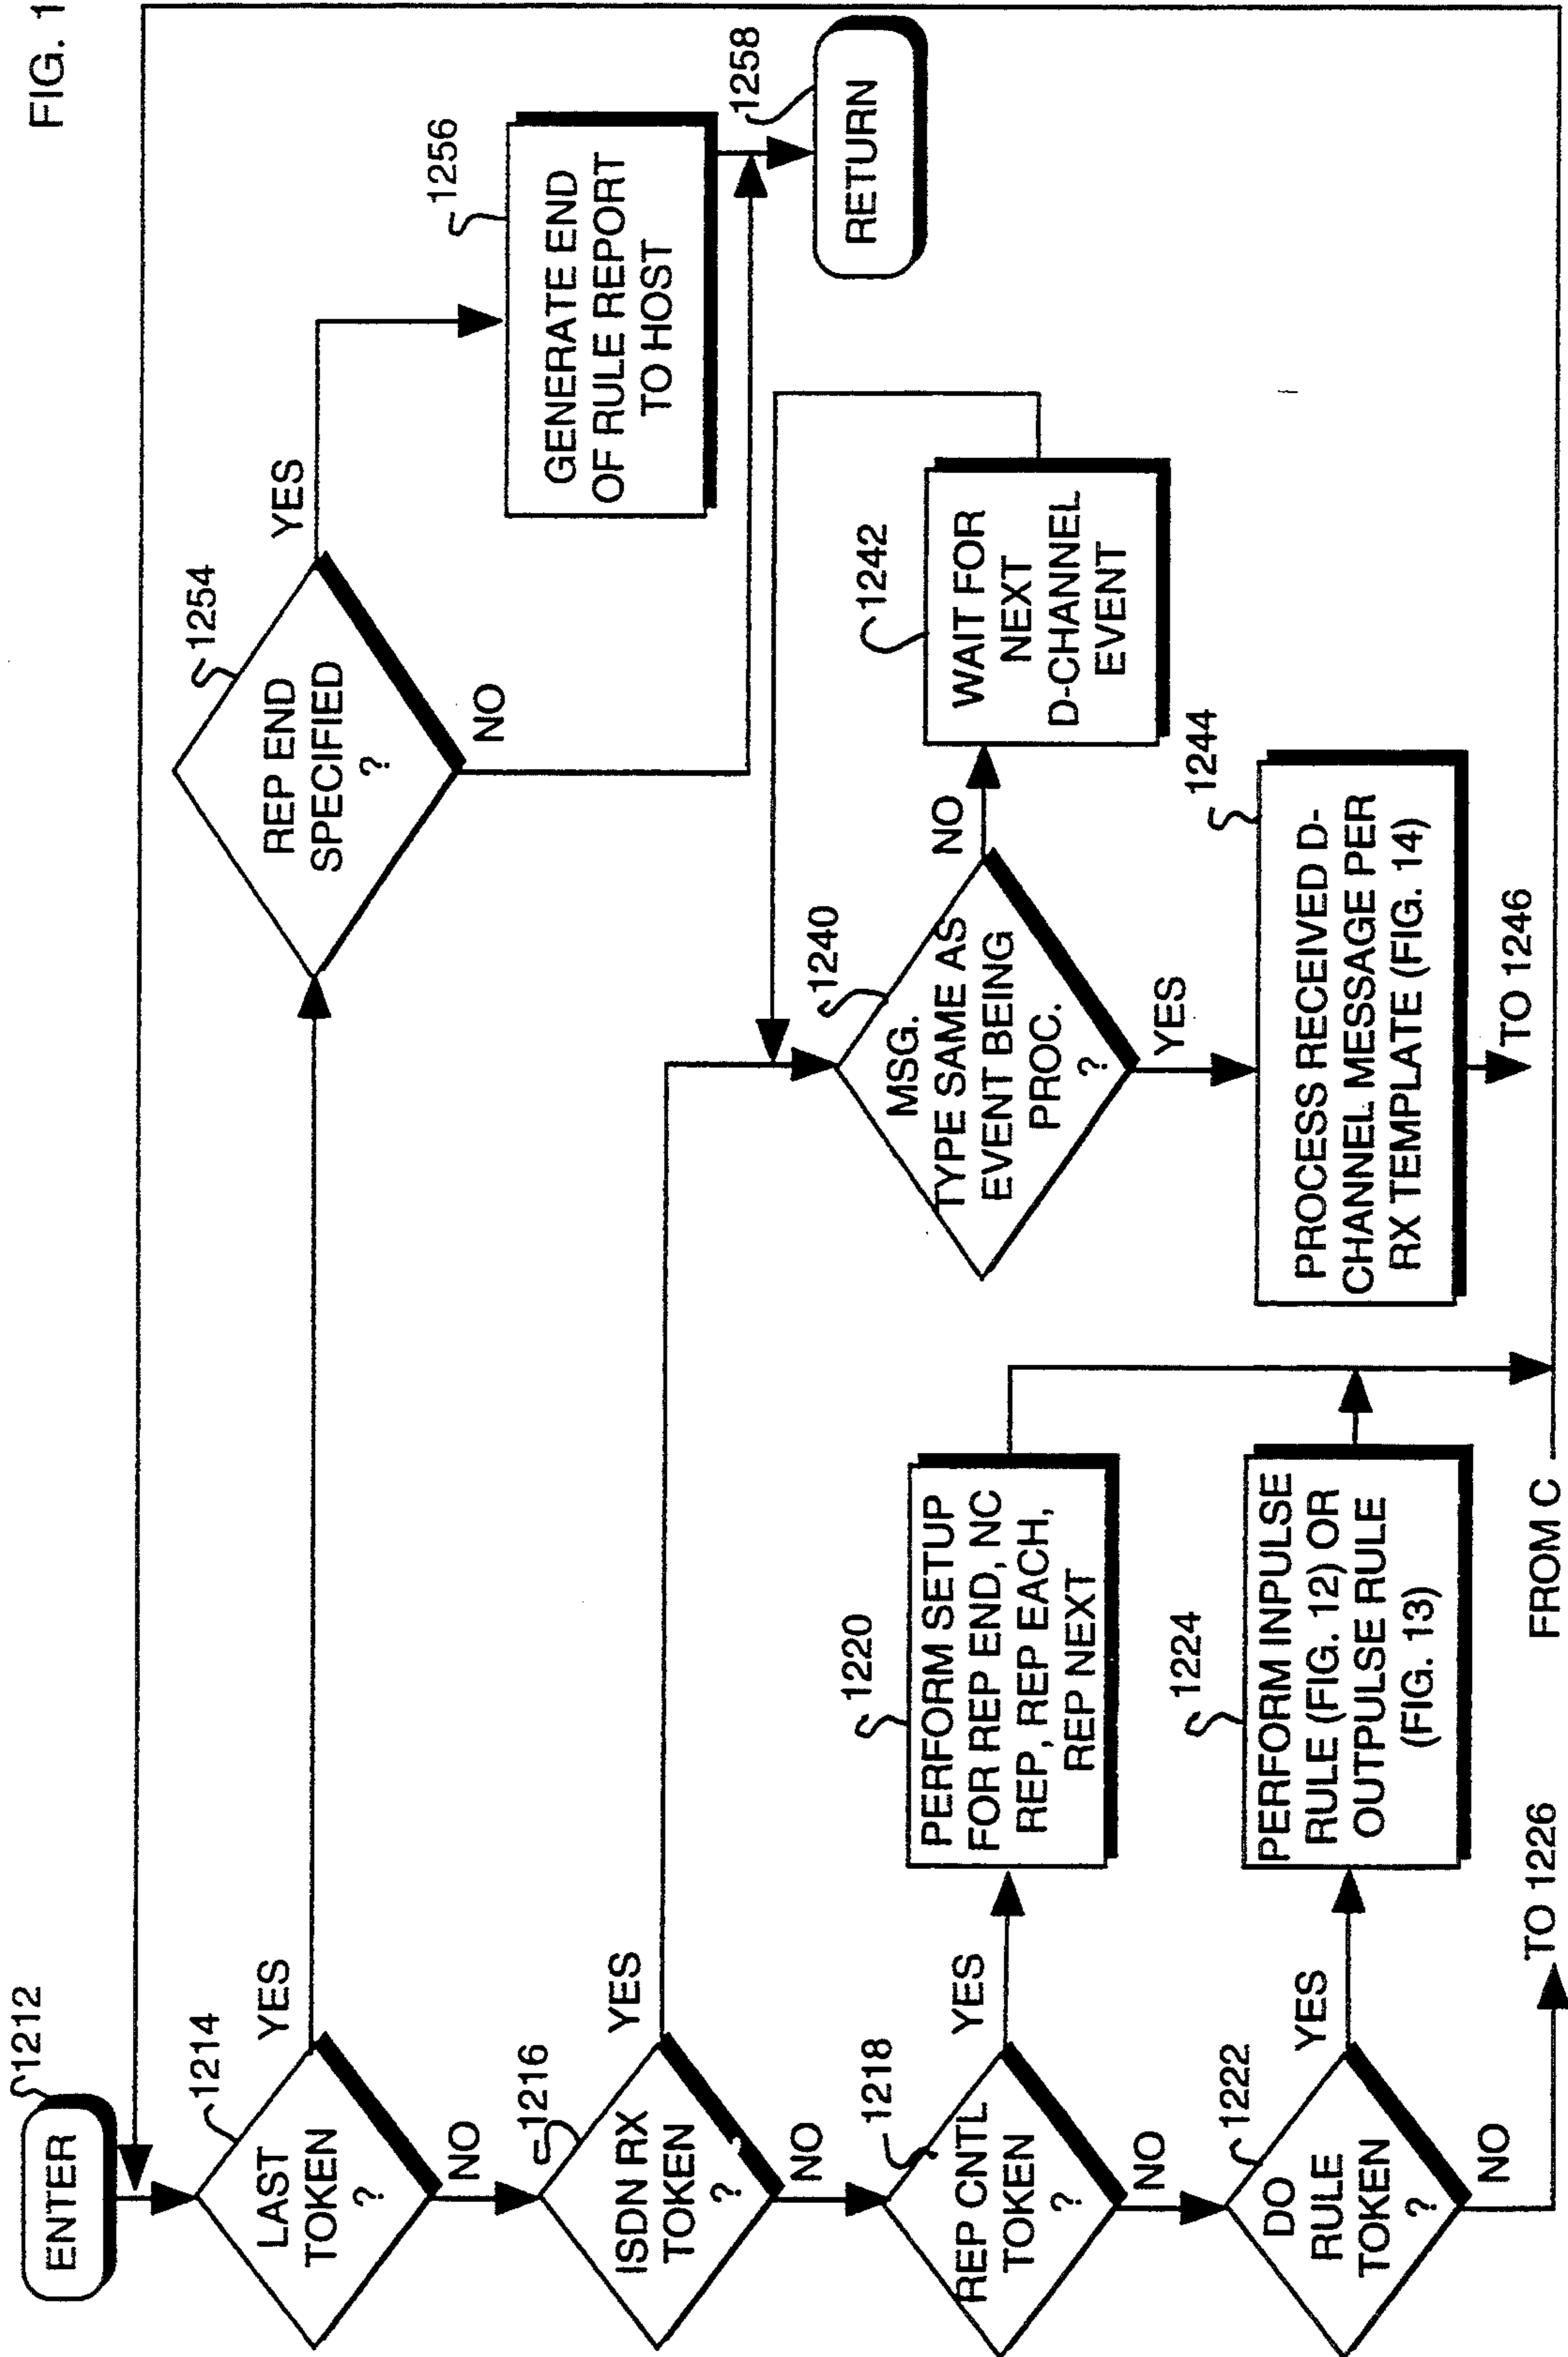 FIG. 1
ENTER
1212
LAST
TOKEN
?
1214
YES
NO
REP END
SPECIFIED
?
1254
YES
NO
GENERATE END
OF RULE REPORT
TO HOST
1256
RETURN
1258
ISDN RX
TOKEN
?
1216
YES
NO
MSG.
TYPE SAME AS
EVENT BEING
PROC.
?
1240
NO
YES
WAIT FOR
NEXT
D-CHANNEL
EVENT
1242
PROCESS RECEIVED D-
CHANNEL MESSAGE PER
RX TEMPLATE (FIG. 14)
1244
TO 1246
REP CNTL
TOKEN
?
1218
YES
NO
PERFORM SETUP
FOR REP END, NC
REP, REP EACH,
REP NEXT
1220
DO
RULE
TOKEN
?
1222
YES
NO
PERFORM INPULSE
RULE (FIG. 12) OR
OUTPULSE RULE
(FIG. 13)
1224
TO 1226
FROM C